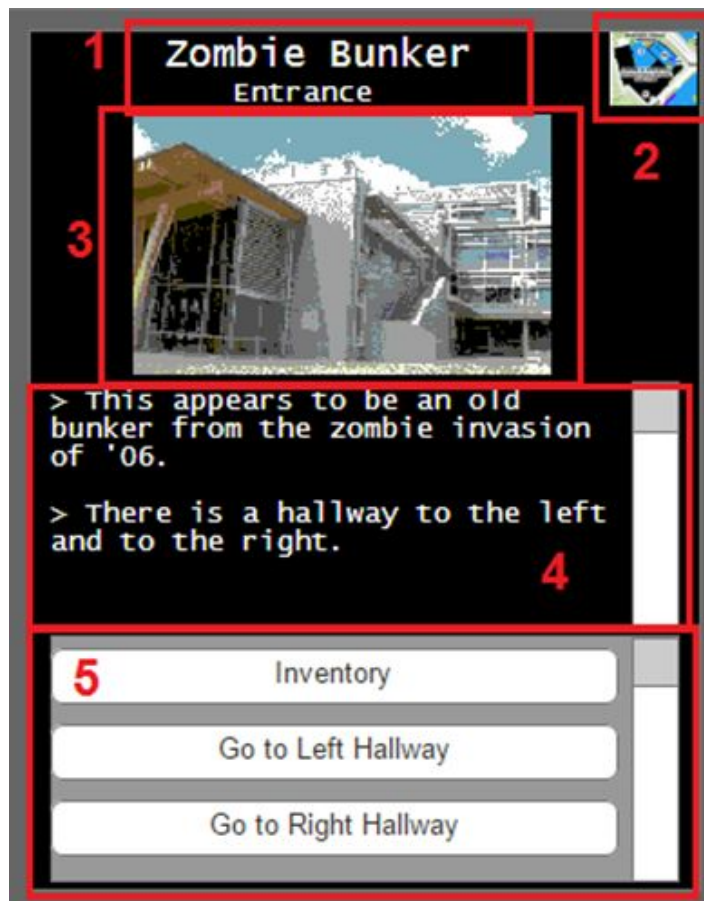 1
Zombie Bunker
Entrance
2
3
> This appears to be an old
bunker from the zombie invasion
of '06.
> There is a hallway to the left
and to the right.
4
5
Inventory
Go to Left Hallway
Go to Right Hallway